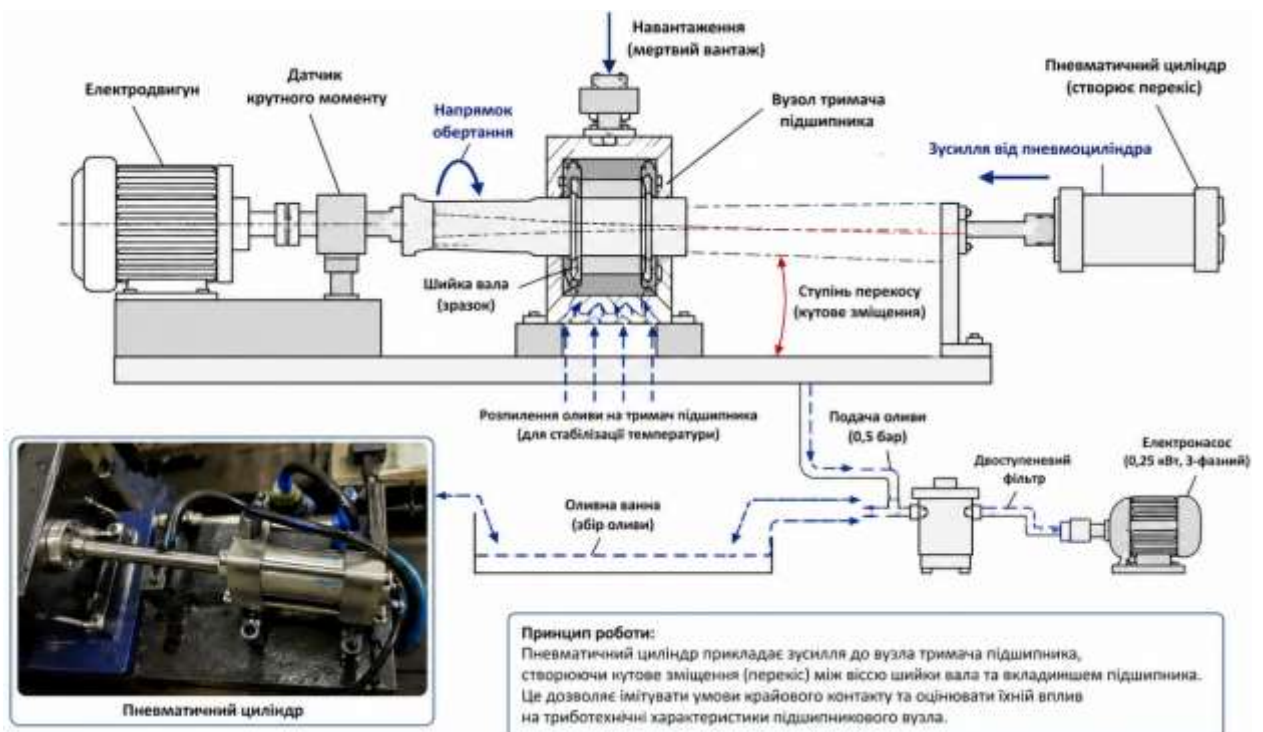 Навантаження
(мертвий вантаж)
Електродвигун
Датчик
крутного моменту
Напрямок
обертання
Вузол тримача
підшипника
Пневматичний циліндр
(створює перекіс)
Зусилля від пневмоциліндра
Шийка вала
(зразок)
Ступінь перекосу
(кутове зміщення)
Розпилення оливи на тримач підшипника
(для стабілізації температури)
Подача оливи
(0,5 бар)
Двоступеневий
фільтр
Електронасос
(0,25 кВт, 3-фазний)
Оливна ванна
(збір оливи)
Пневматичний циліндр
Принцип роботи:
Пневматичний циліндр прикладає зусилля до вузла тримача підшипника,
створюючи кутове зміщення (перекіс) між віссю шийки вала та вкладишем підшипника.
Це дозволяє імітувати умови крайового контакту та оцінювати їхній вплив
на триботехнічні характеристики підшипникового вузла.